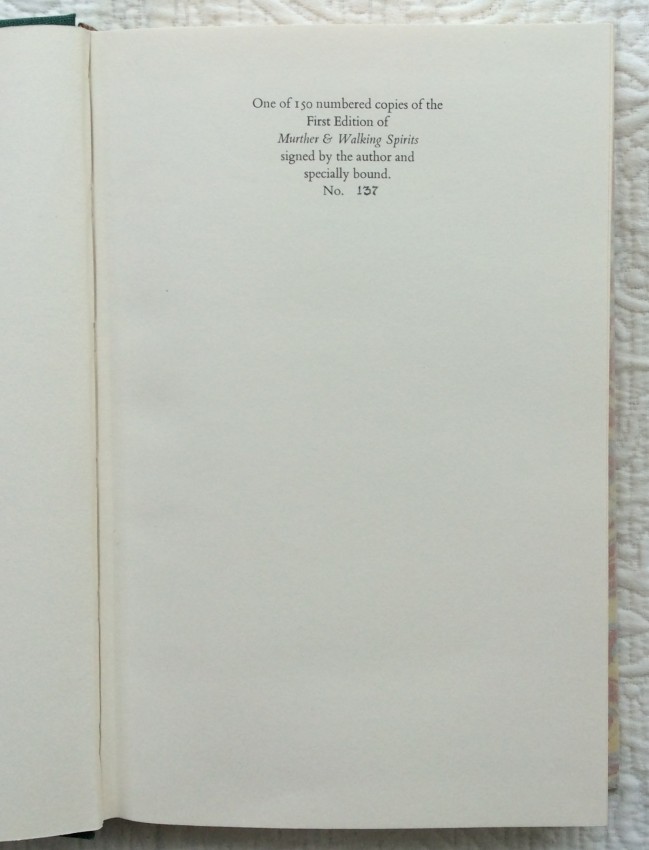 One of 150 numbered copies of the
First Edition of
Murther & Walking Spirits
signed by the author and
specially bound.
No. 137